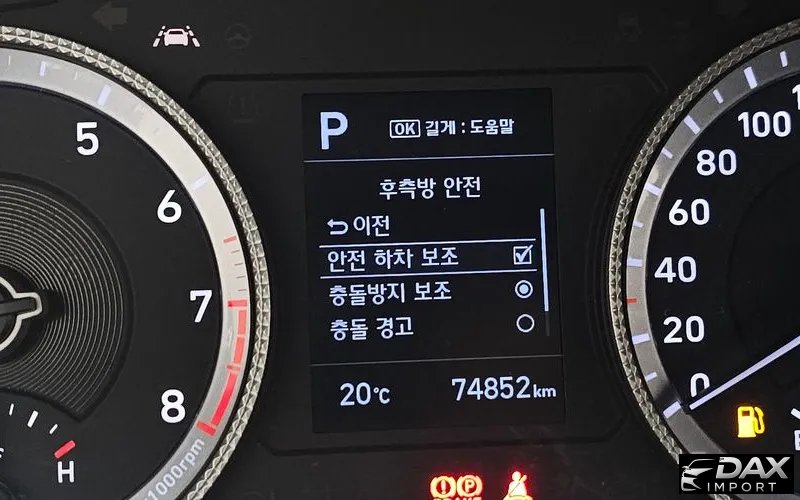 P
OK 길게 : 도움말
후측방 안전
이전
안전 하차 보조
충돌방지 보조
충돌 경고
20℃ 74852km
5
6
7
8
x1000rpm
H
100
80
60
40
20
0
P
DAX
IMPORT